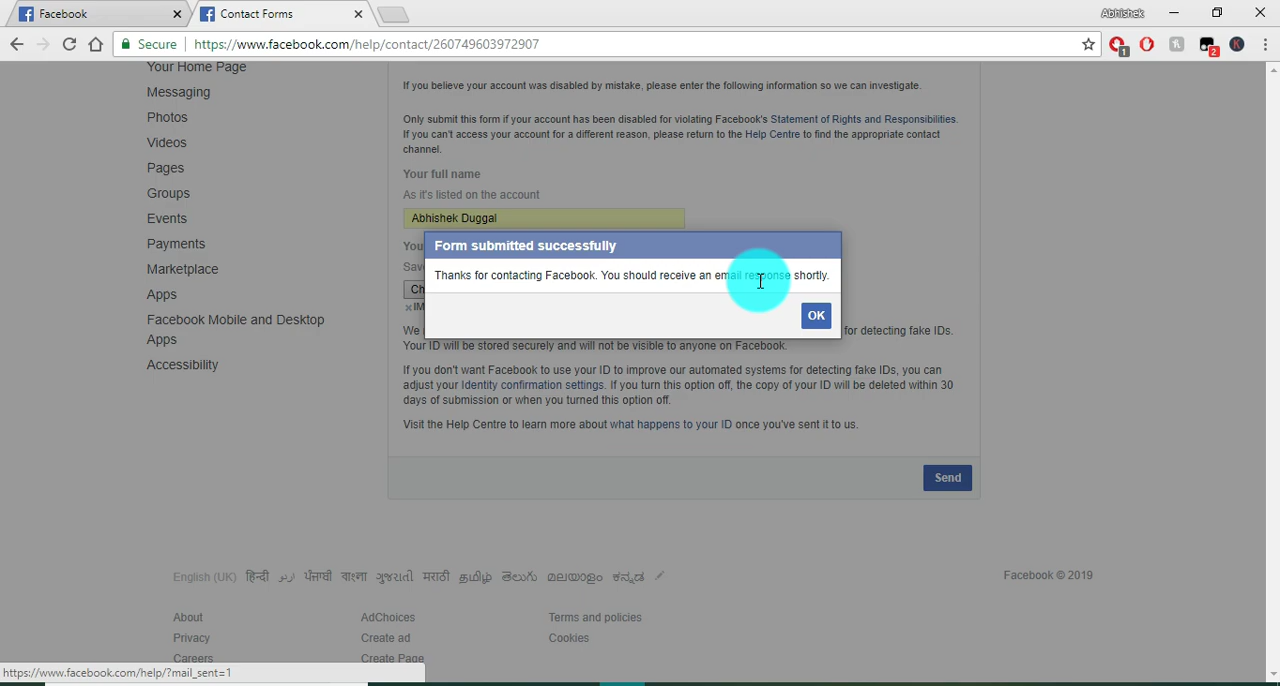 Facebook
Contact Forms
Abhishek
Secure
https://www.facebook.com/help/contact/260749603972907
1
2
K
Your Home Page
Messaging
Photos
Videos
Pages
Groups
Events
Payments
Marketplace
Apps
Facebook Mobile and Desktop
Apps
Accessibility
If you believe your account was disabled by mistake, please enter the following information so we can investigate.
Only submit this form if your account has been disabled for violating Facebook's Statement of Rights and Responsibilities.
If you can't access your account for a different reason, please return to the Help Centre to find the appropriate contact
channel.
Your full name
As it's listed on the account
Abhishek Duggal
Form submitted successfully
Thanks for contacting Facebook. You should receive an email response shortly.
OK
for detecting fake IDs.
Your ID will be stored securely and will not be visible to anyone on Facebook.
If you don't want Facebook to use your ID to improve our automated systems for detecting fake IDs, you can
adjust your Identity confirmation settings. If you turn this option off, the copy of your ID will be deleted within 30
days of submission or when you turned this option off.
Visit the Help Centre to learn more about what happens to your ID once you've sent it to us.
Send
English (UK) हिन्दी اردو ਪੰਜਾਬੀ বাংলা ગુજરાતી मराठी தமிழ் తెలుగు മലയാളം ಕನ್ನಡ
Facebook © 2019
About
AdChoices
Terms and policies
Privacy
Create ad
Cookies
Careers
Create Page
https://www.facebook.com/help/?mail_sent=1